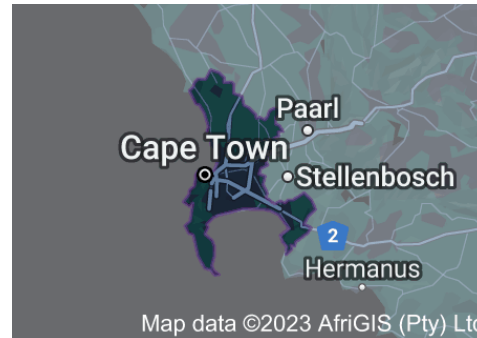 Paarl
Cape Town
Stellenbosch
2
Hermanus
Map data ©2023 AfriGIS (Pty) Ltd